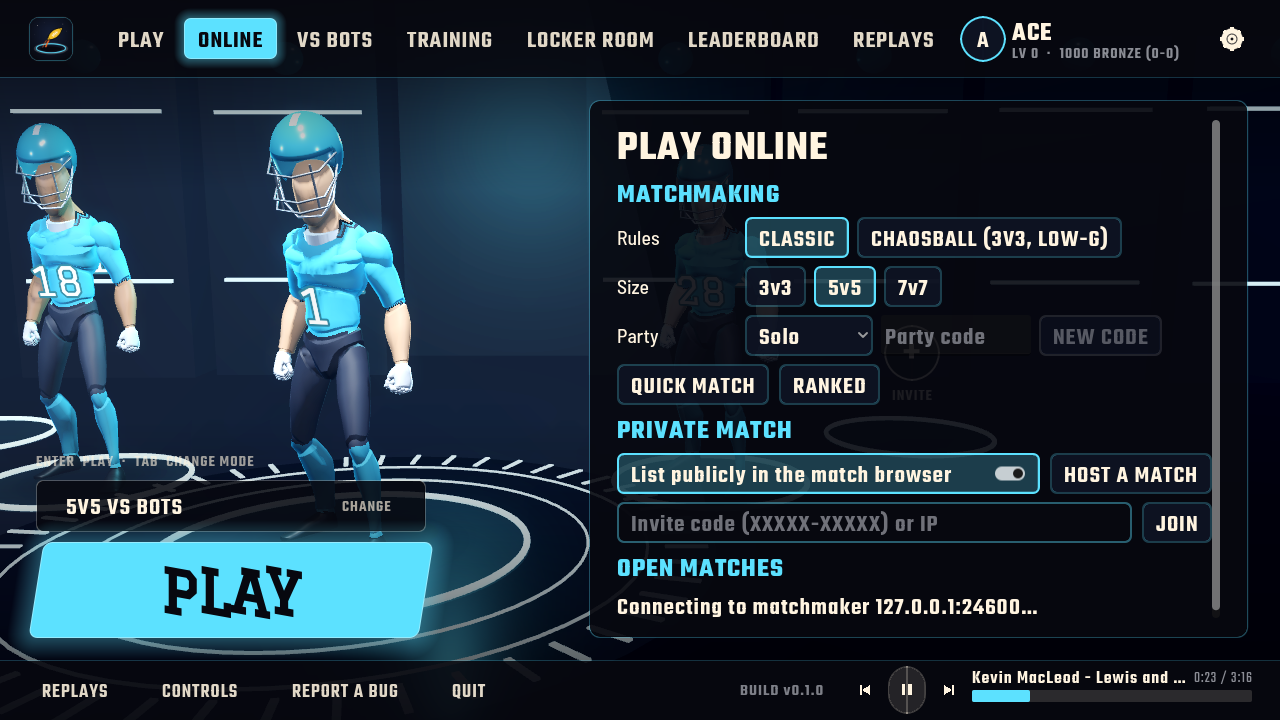 PLAY
ONLINE
VS BOTS
TRAINING
LOCKER ROOM
LEADERBOARD
REPLAYS
A
ACE
LV 0 · 1000 BRONZE (0-0)
18
1
28
PLAY ONLINE
MATCHMAKING
Rules
CLASSIC
CHAOSBALL (3V3, LOW-G)
Size
3v3
5v5
7v7
Party
Solo
Party code
NEW CODE
+
INVITE
QUICK MATCH
RANKED
PRIVATE MATCH
List publicly in the match browser
HOST A MATCH
Invite code (XXXXX-XXXXX) or IP
JOIN
OPEN MATCHES
Connecting to matchmaker 127.0.0.1:24600...
ENTER PLAY · TAB CHANGE MODE
5V5 VS BOTS
CHANGE
PLAY
REPLAYS
CONTROLS
REPORT A BUG
QUIT
BUILD v0.1.0
Kevin MacLeod - Lewis and ...
0:23 / 3:16